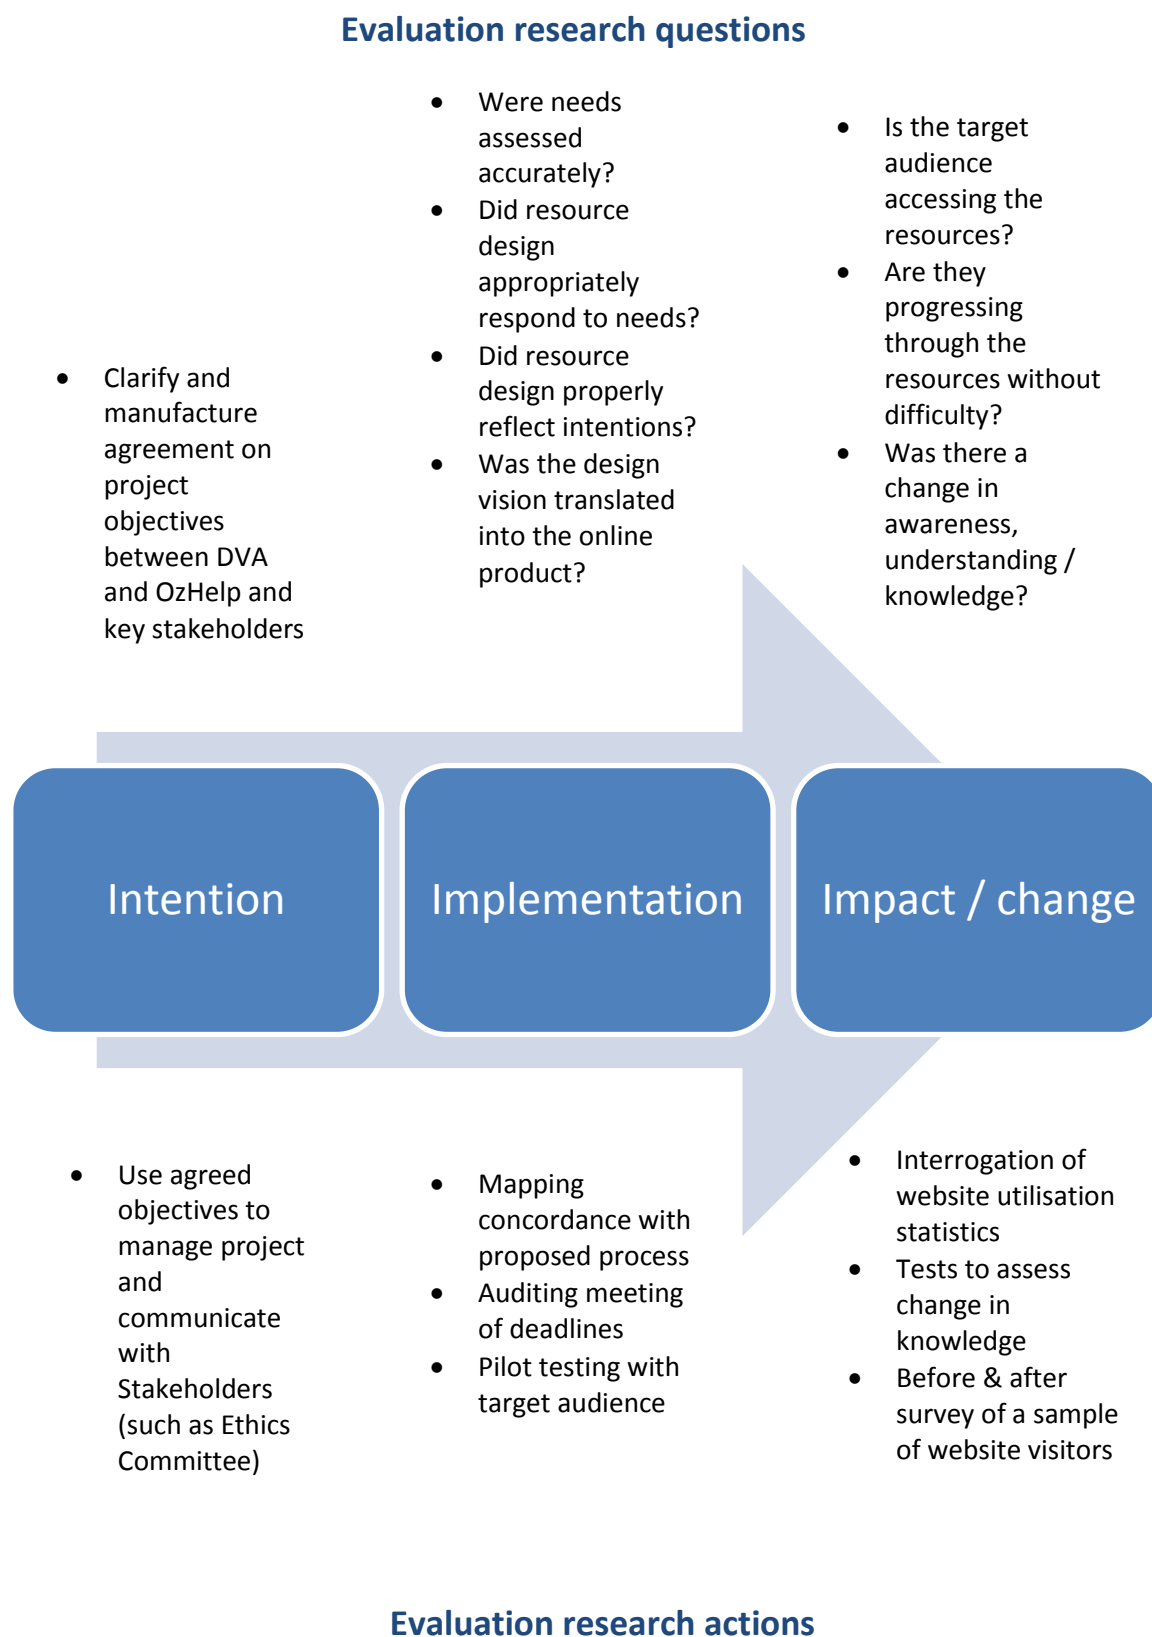 Evaluation research questions
• Clarify and
manufacture
agreement on
project
objectives
between DVA
and OzHelp and
key stakeholders
• Were needs
assessed
accurately?
• Did resource
design
appropriately
respond to needs?
• Did resource
design properly
reflect intentions?
• Was the design
vision translated
into the online
product?
• Is the target
audience
accessing the
resources?
• Are they
progressing
through the
resources without
difficulty?
• Was there a
change in
awareness,
understanding /
knowledge?
Intention
Implementation
Impact / change
• Use agreed
objectives to
manage project
and
communicate
with
Stakeholders
(such as Ethics
Committee)
• Mapping
concordance with
proposed process
• Auditing meeting
of deadlines
• Pilot testing with
target audience
• Interrogation of
website utilisation
statistics
• Tests to assess
change in
knowledge
• Before & after
survey of a sample
of website visitors
Evaluation research actions